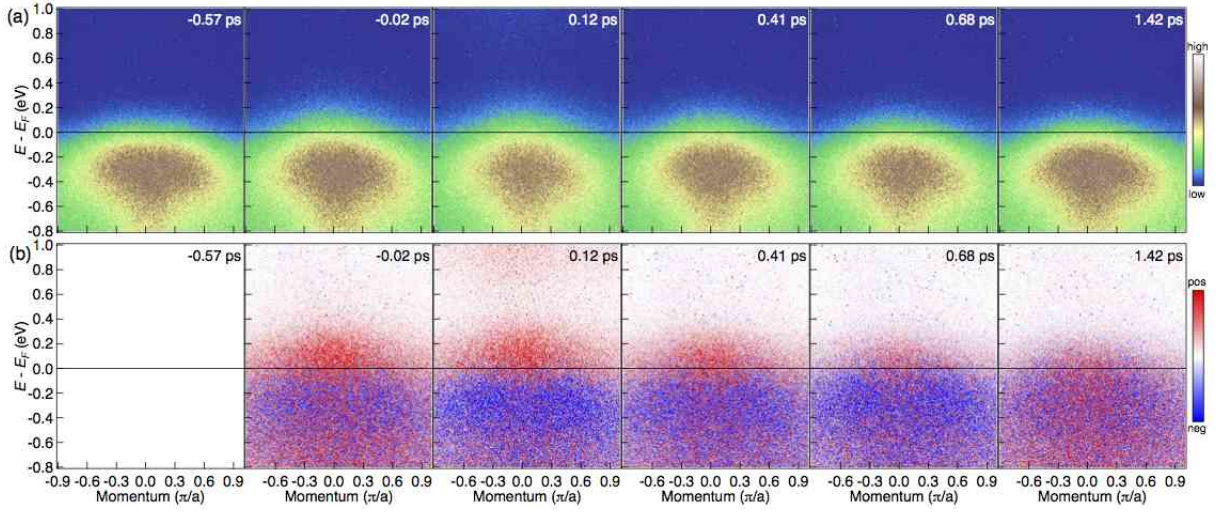 (a)
-0.57 ps
-0.02 ps
0.12 ps
0.41 ps
0.68 ps
1.42 ps
E - EF (eV)
1.0
0.8
0.6
0.4
0.2
0.0
-0.2
-0.4
-0.6
-0.8
high
low
(b)
-0.57 ps
-0.02 ps
0.12 ps
0.41 ps
0.68 ps
1.42 ps
E - EF (eV)
1.0
0.8
0.6
0.4
0.2
0.0
-0.2
-0.4
-0.6
-0.8
pos
neg
-0.9 -0.6 -0.3 0.0 0.3 0.6 0.9
-0.6 -0.3 0.0 0.3 0.6 0.9
-0.6 -0.3 0.0 0.3 0.6 0.9
-0.6 -0.3 0.0 0.3 0.6 0.9
-0.6 -0.3 0.0 0.3 0.6 0.9
-0.6 -0.3 0.0 0.3 0.6 0.9
Momentum (π/a)
Momentum (π/a)
Momentum (π/a)
Momentum (π/a)
Momentum (π/a)
Momentum (π/a)